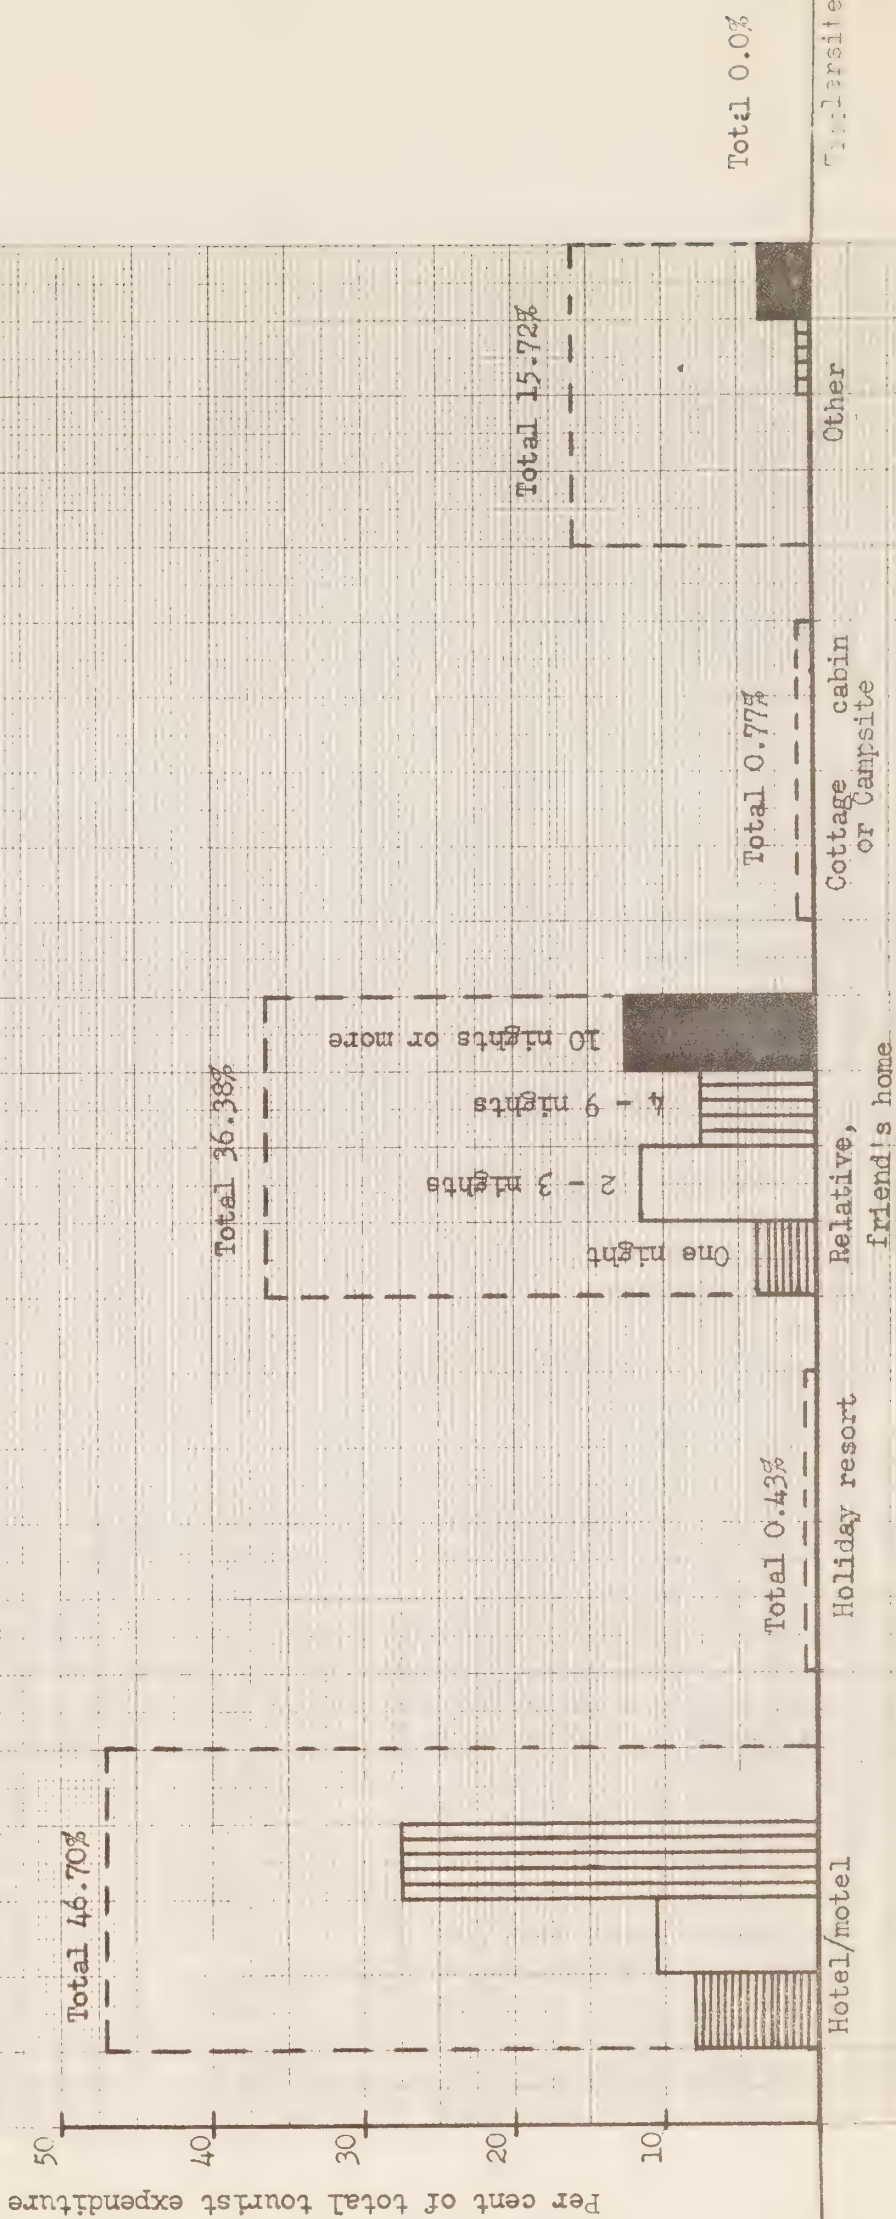 Per cent of total tourist expenditure
50
40
30
20
10
Total 46.70%
Hotel/motel
Total 0.43%
Holiday resort
Total 36.38%
One night
2 - 3 nights
4 - 9 nights
10 nights or more
Relative,
friend's home
Total 0.77%
Cottage cabin
or Campsite
Total 15.72%
Other
Total 0.0%